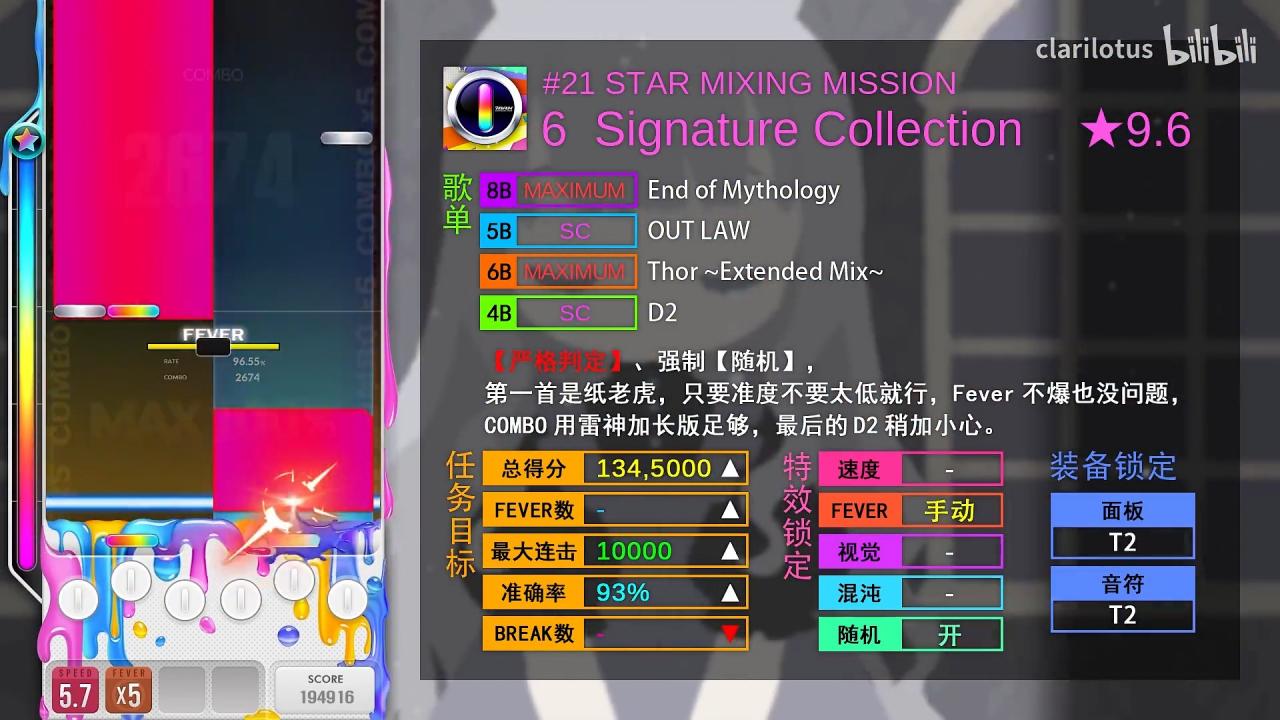 clarilotus bilibili
#21 STAR MIXING MISSION
6 Signature Collection ★9.6
歌单
8B MAXIMUM End of Mythology
5B SC OUT LAW
6B MAXIMUM Thor ~Extended Mix~
4B SC D2
【严格判定】、强制【随机】，
第一首是纸老虎，只要准度不要太低就行，Fever 不爆也没问题，
COMBO 用雷神加长版足够，最后的 D2 稍加小心。
任务目标
总得分 134,5000 ▲
FEVER数 - ▲
最大连击 10000 ▲
准确率 93% ▲
BREAK数 - ▼
特效锁定
速度 -
FEVER 手动
视觉 -
混沌 -
随机 开
装备锁定
面板
T2
音符
T2
COMBO
2674
FEVER
RATE 96.55%
COMBO 2674
SPEED
5.7
FEVER
x5
SCORE
194916